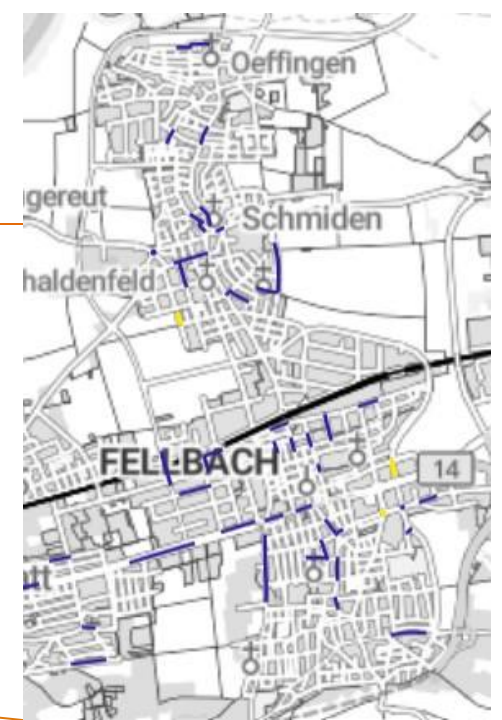 Oeffingen
gereut
Schmiden
haldenfeld
FELLBACH
14
tt